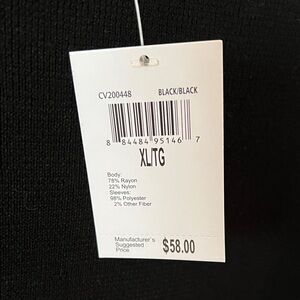 CV200448 BLACK/BLACK
8 84484 95146 7
XL/TG
Body:
78% Rayon
22% Nylon
Sleeves:
98% Polyester
2% Other Fiber
Manufacturer's
Suggested
Price $58.00